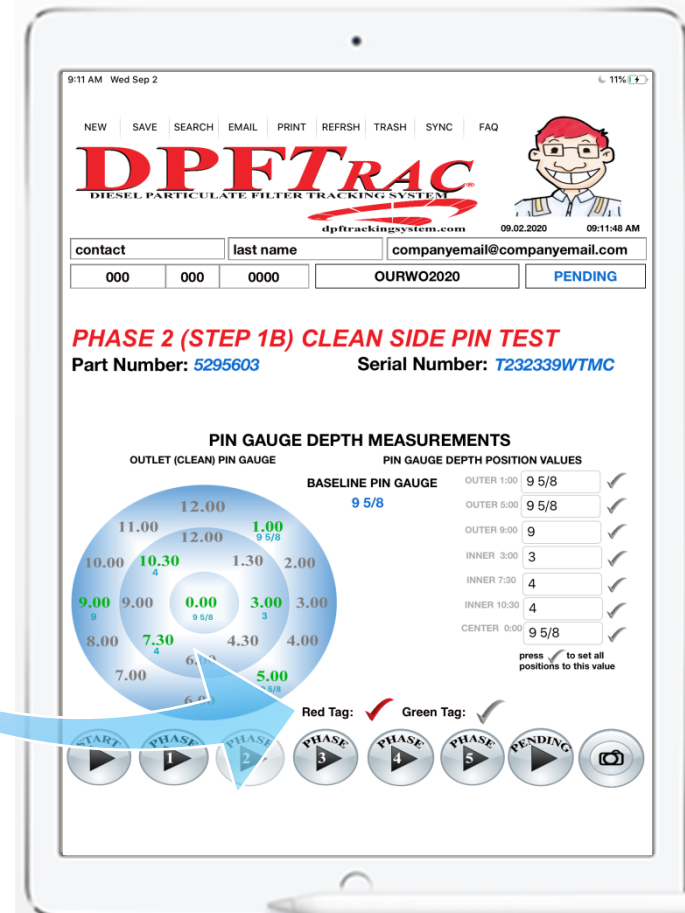 9:11 AM Wed Sep 2 11%
NEW SAVE SEARCH EMAIL PRINT REFRSH TRASH SYNC FAQ
DPFTRAC
DIESEL PARTICULATE FILTER TRACKING SYSTEM
dpftrackingsystem.com 09.02.2020 09:11:48 AM
contact last name companyemail@companyemail.com
000 000 0000 OURWO2020 PENDING
PHASE 2 (STEP 1B) CLEAN SIDE PIN TEST
Part Number: 5295603 Serial Number: T232339WTMC
PIN GAUGE DEPTH MEASUREMENTS
OUTLET (CLEAN) PIN GAUGE PIN GAUGE DEPTH POSITION VALUES
BASELINE PIN GAUGE
9 5/8
12.00
11.00 1.00
9 5/8
12.00
10.00 10.30 1.30 2.00
4
9.00 9.00 0.00 3.00 3.00
9 9 5/8 3
8.00 7.30 4.30 4.00
4
6.00
7.00 5.00
9 5/8
6.00
OUTER 1:00 9 5/8
OUTER 5:00 9 5/8
OUTER 9:00 9
INNER 3:00 3
INNER 7:30 4
INNER 10:30 4
CENTER 0:00 9 5/8
press to set all
positions to this value
Red Tag: Green Tag:
START PHASE 1 PHASE 2 PHASE 3 PHASE 4 PHASE 5 PENDING